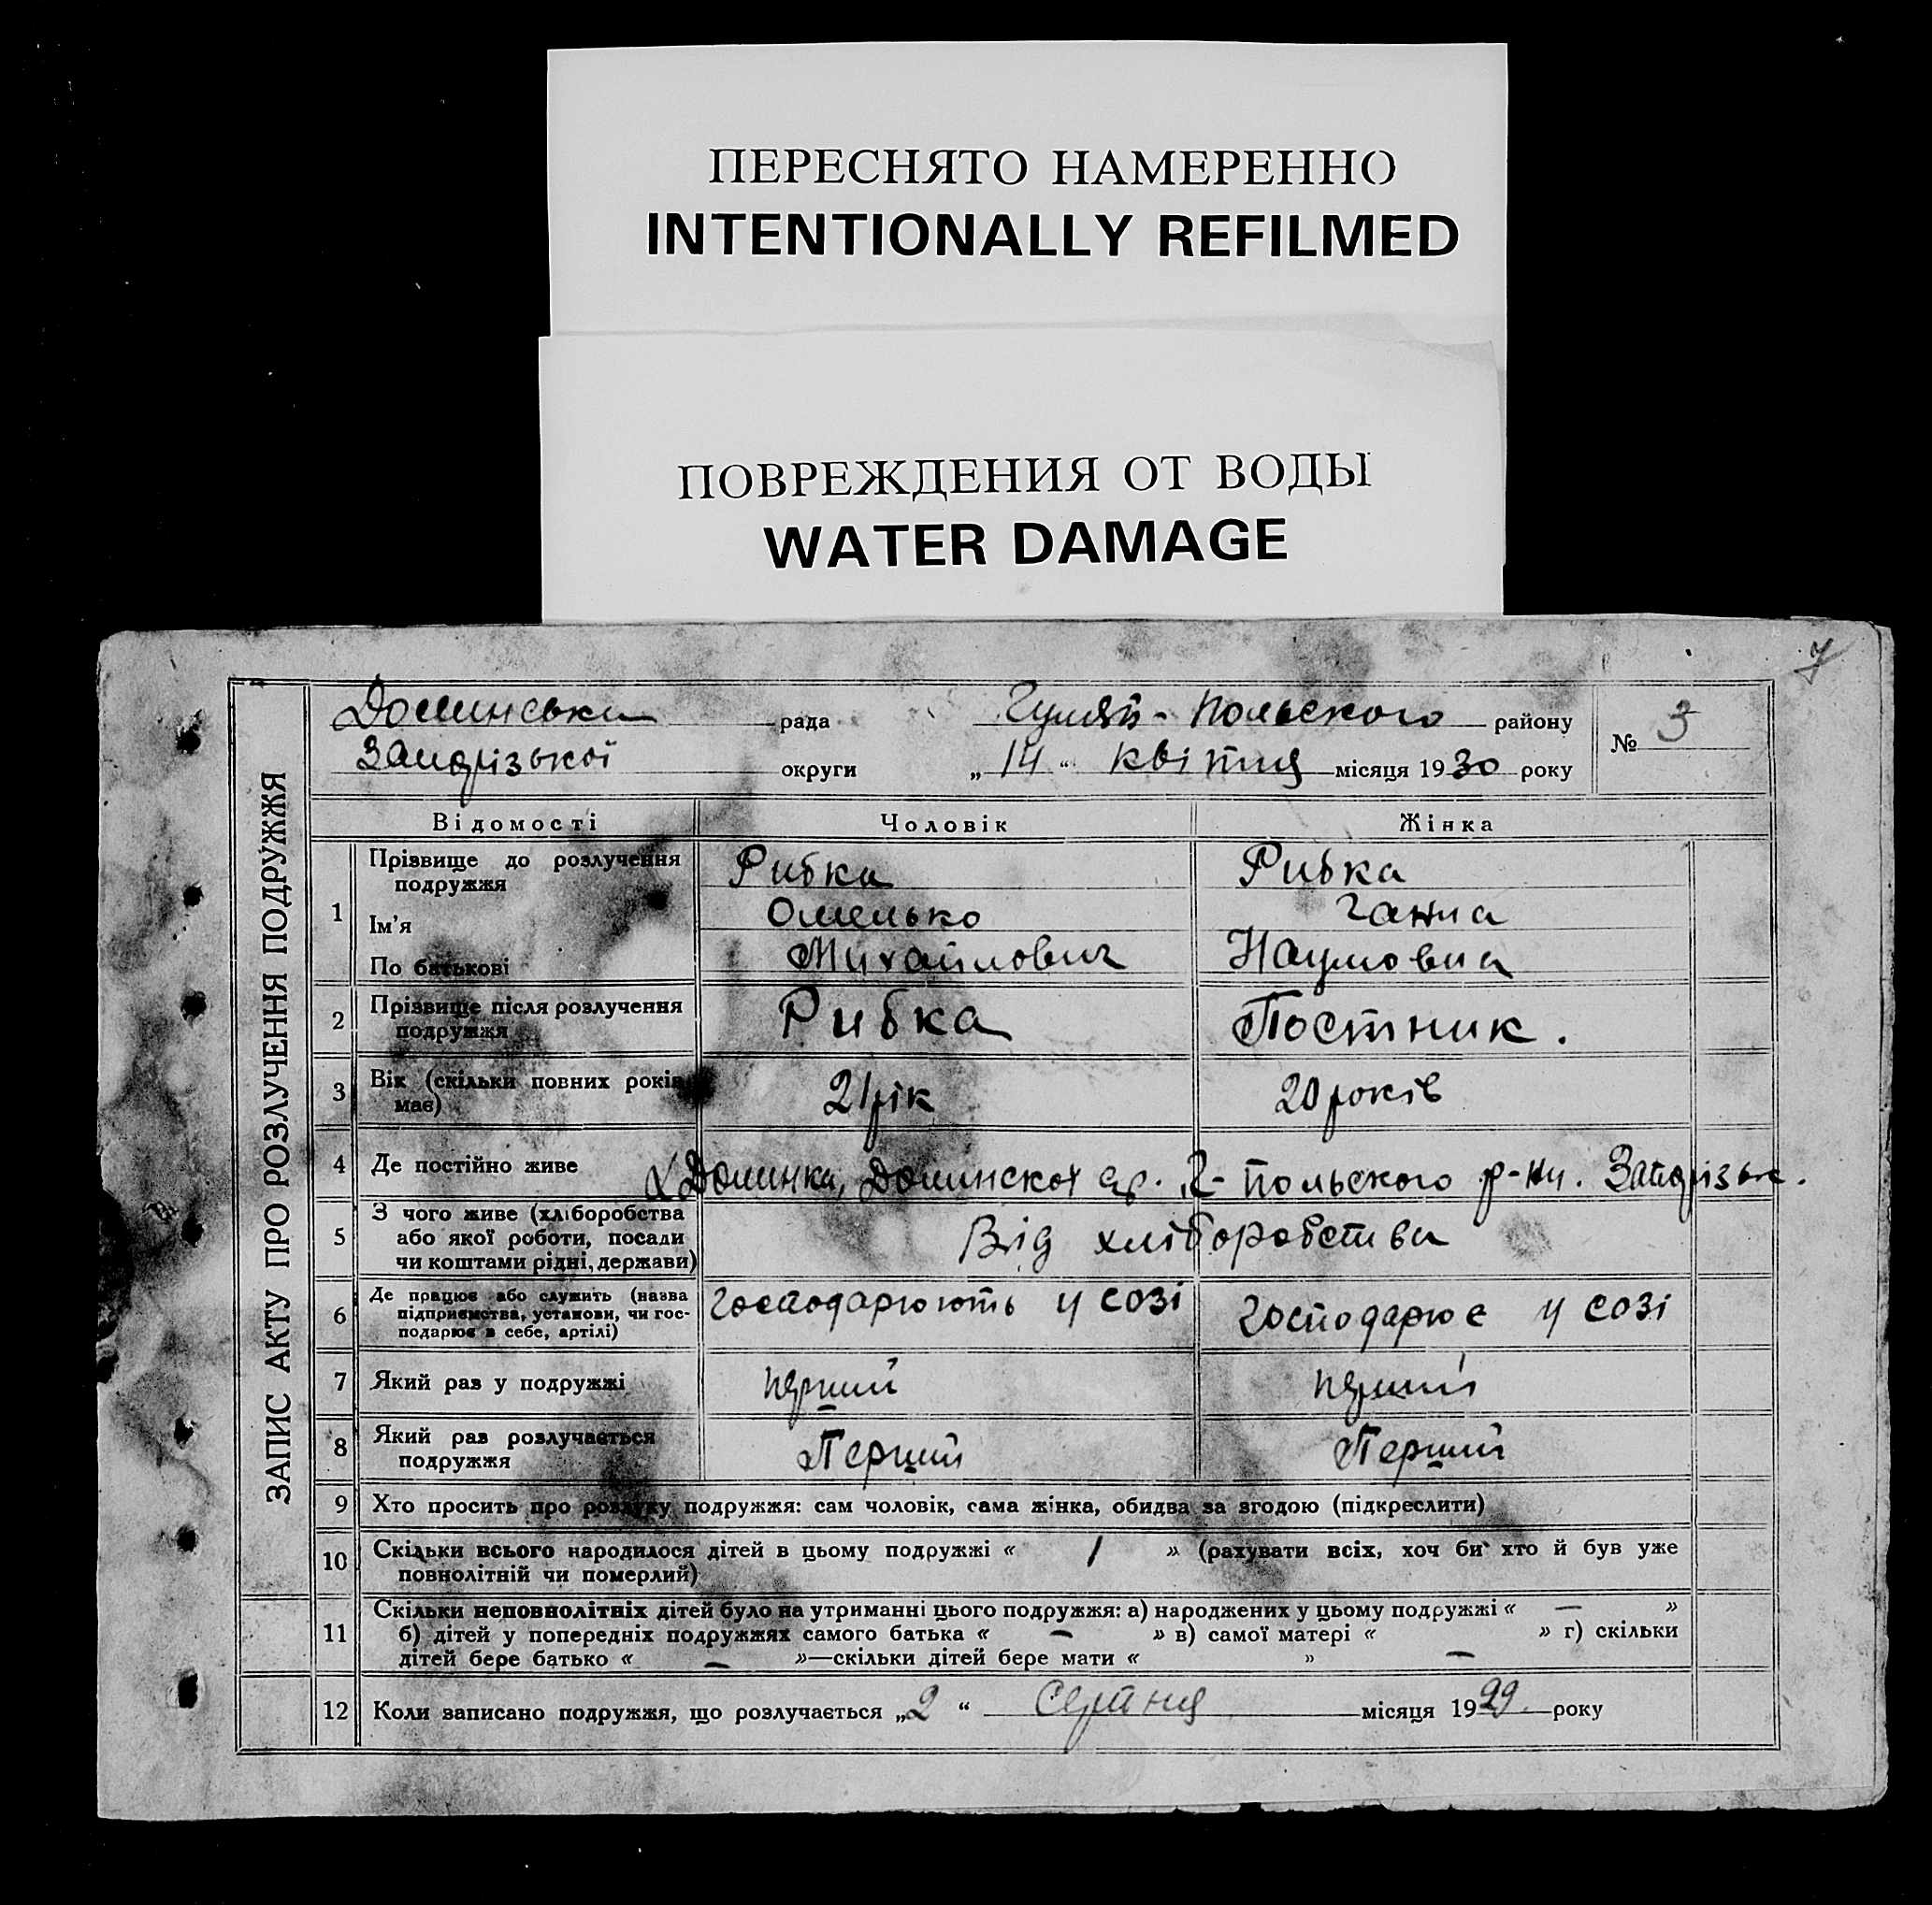 ПЕРЕСНЯТО НАМЕРЕННО
INTENTIONALLY REFILMED
ПОВРЕЖДЕНИЯ ОТ ВОДЫ
WATER DAMAGE
7
ЗАПИС АКТУ ПРО РОЗЛУЧЕННЯ ПОДРУЖЖЯ
Долинська рада Гуляй-Польского району № 3
Запорізької округи „14“ квітня місяця 1930 року
Відомості Чоловік Жінка
1 Прізвище до розлучення подружжя Рибка Рибка
Ім'я Омелько Ганна
По батькові Михайлович Наумовна
2 Прізвище після розлучення подружжя Рибка Постник.
3 Вік (скільки повних років має) 21 рік 20 років
4 Де постійно живе Долинка, Долинскої с/р. Г-Польского р-ну. Запорізьк.
5 З чого живе (хліборобства або якої роботи, посади чи коштами рідні, держави) Від хліборобства
6 Де працює або служить (назва підприємства, установи, чи господарює в себе, артілі) Господарюють у созі Господарює у созі
7 Який раз у подружжі перший перший
8 Який раз розлучається подружжя Перший Перший
9 Хто просить про розлуку подружжя: сам чоловік, сама жінка, обидва за згодою (підкреслити)
10 Скільки всього народилося дітей в цьому подружжі « 1 » (рахувати всіх, хоч би хто й був уже
повнолітній чи померлий)
11 Скільки неповнолітніх дітей було на утриманні цього подружжя: а) народжених у цьому подружжі « — »
б) дітей у попередніх подружжях самого батька « — » в) самої матері « » г) скільки
дітей бере батько « — »—скільки дітей бере мати « » —
12 Коли записано подружжя, що розлучається „2“ Серпня місяця 1929 року